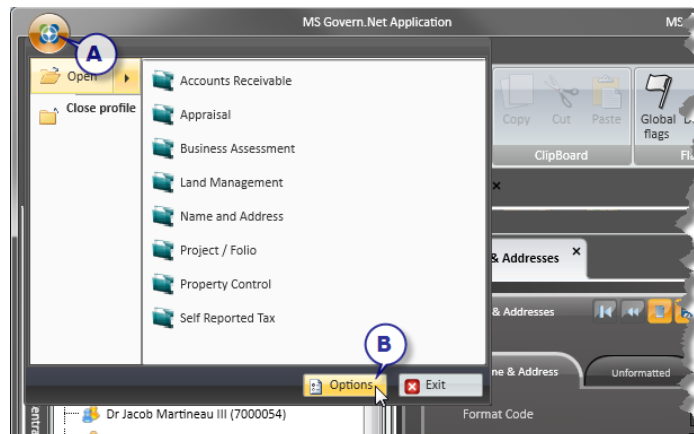 MS Govern.Net Application
MS
A
Open
Close profile
Accounts Receivable
Appraisal
Business Assessment
Land Management
Name and Address
Project / Folio
Property Control
Self Reported Tax
Copy
Cut
Paste
Global
flags
ClipBoard
Fl
& Addresses
& Addresses
ne & Address
Unformatted
Format Code
B
Options
Exit
entra
Dr Jacob Martineau III (7000054)